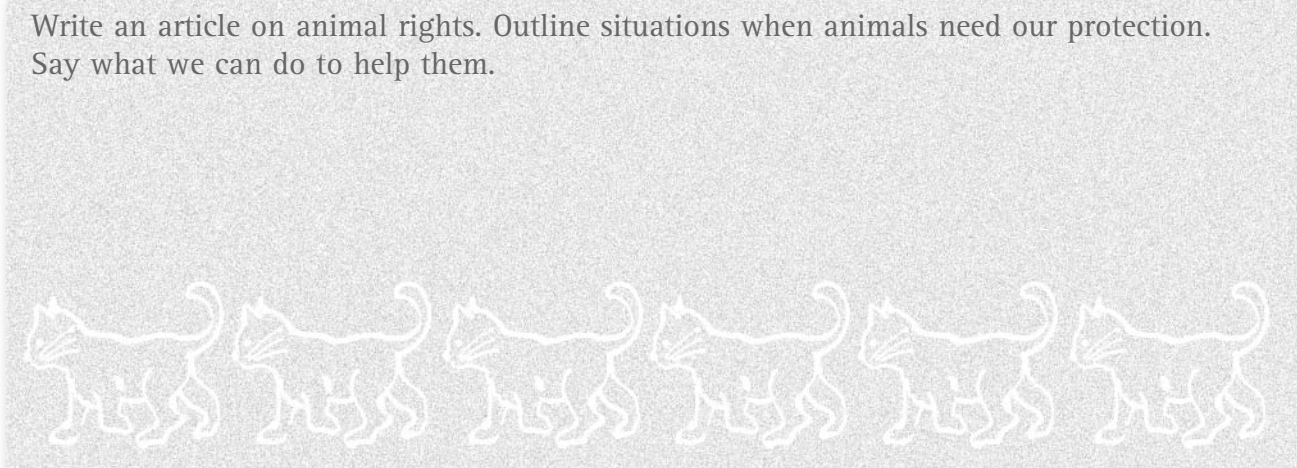 Write an article on animal rights. Outline situations when animals need our protection.
Say what we can do to help them.